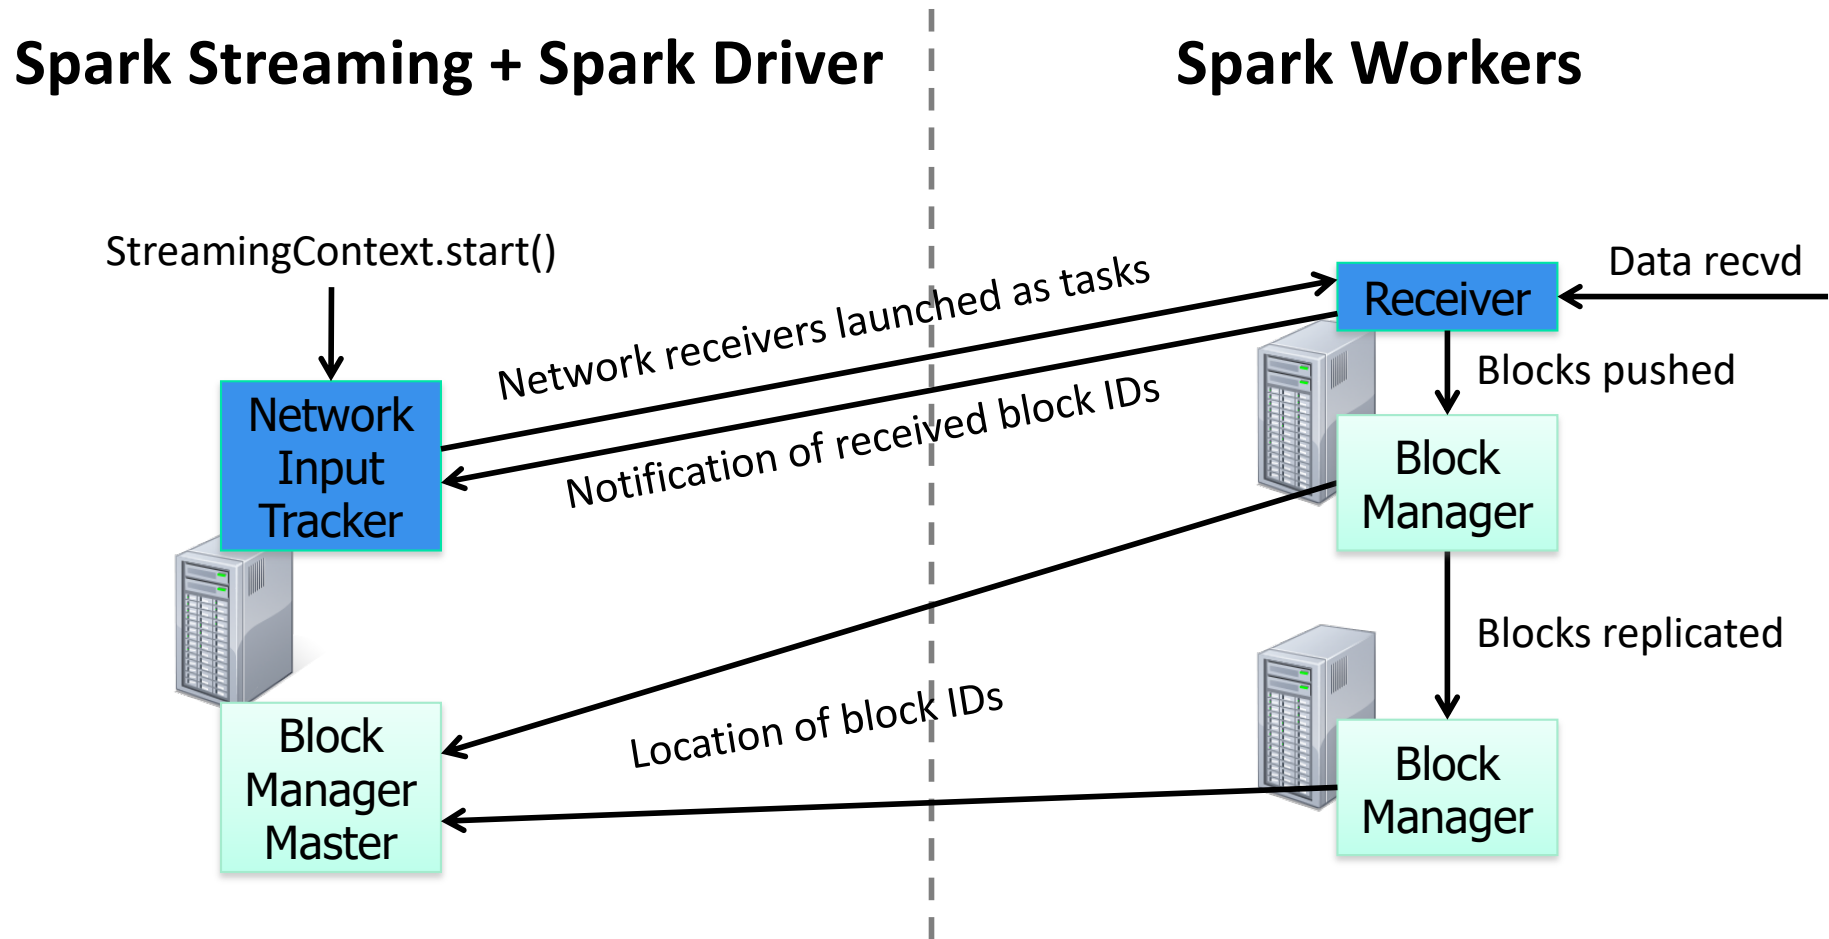 Spark Streaming + Spark Driver
Spark Workers
StreamingContext.start()
Data recvd
Network receivers launched as tasks
Receiver
Blocks pushed
Network
Input
Tracker
Notification of received block IDs
Block
Manager
Blocks replicated
Location of block IDs
Block
Manager
Master
Block
Manager